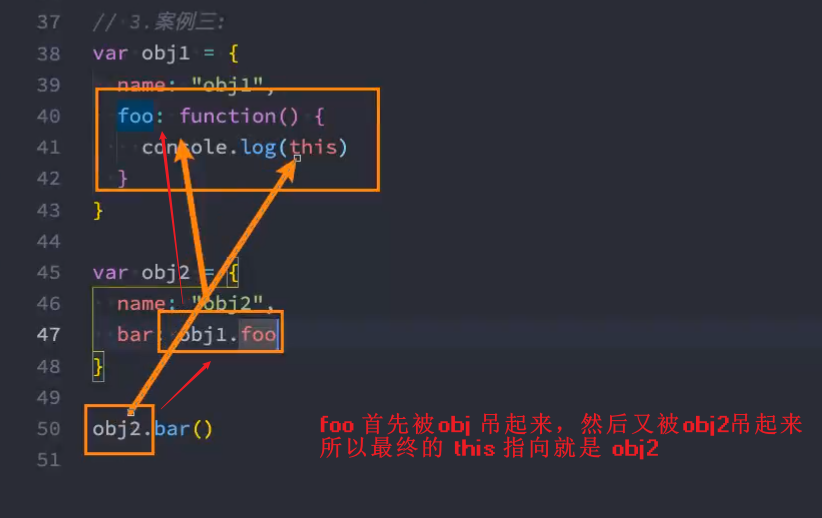 37 // 3.案例三:
38 var obj1 = {
39 name: "obj1",
40 foo: function() {
41 console.log(this)
42 }
43 }
44
45 var obj2 = {
46 name: "obj2",
47 bar: obj1.foo
48 }
49
50 obj2.bar()
51
foo 首先被obj 吊起来，然后又被obj2吊起来
所以最终的 this 指向就是 obj2